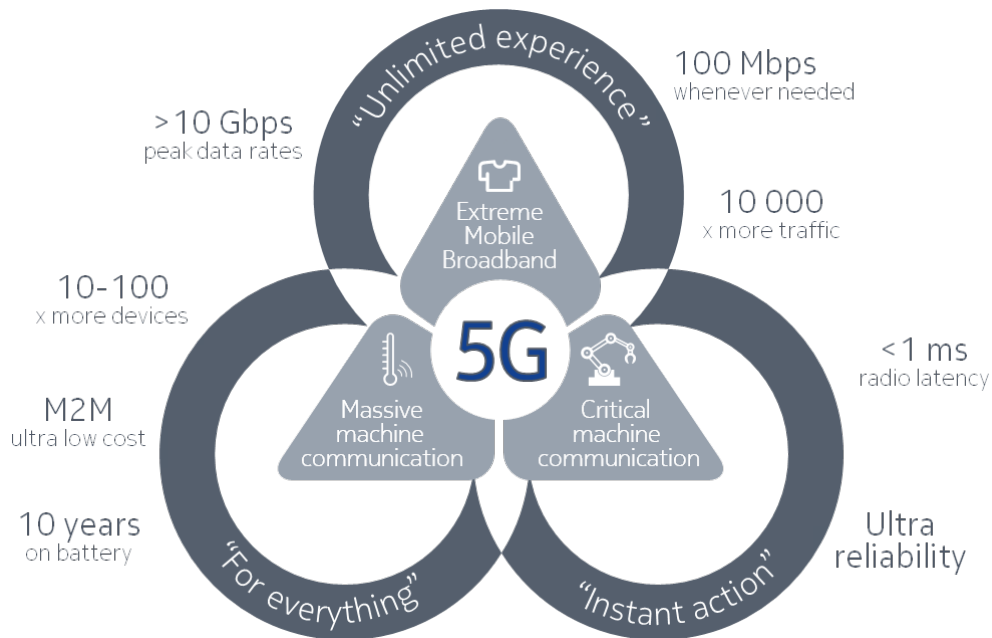 “Unlimited experience”
100 Mbps
whenever needed
>10 Gbps
peak data rates
10 000
x more traffic
Extreme
Mobile
Broadband
10-100
x more devices
5G
<1 ms
radio latency
M2M
ultra low cost
Massive
machine
communication
Critical
machine
communication
10 years
on battery
Ultra
reliability
“For everything”
“Instant action”